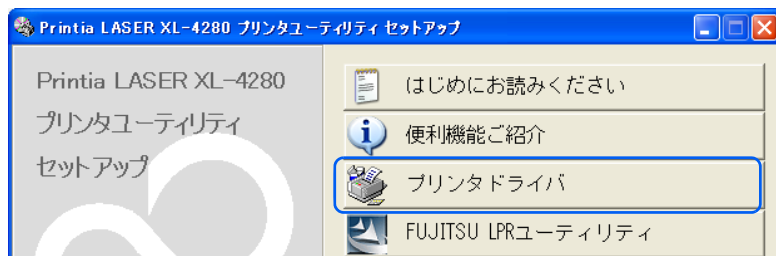 Printia LASER XL-4280 プリンタユーティリティ セットアップ
Printia LASER XL-4280
プリンタユーティリティ
セットアップ
はじめにお読みください
便利機能ご紹介
プリンタドライバ
FUJITSU LPRユーティリティ